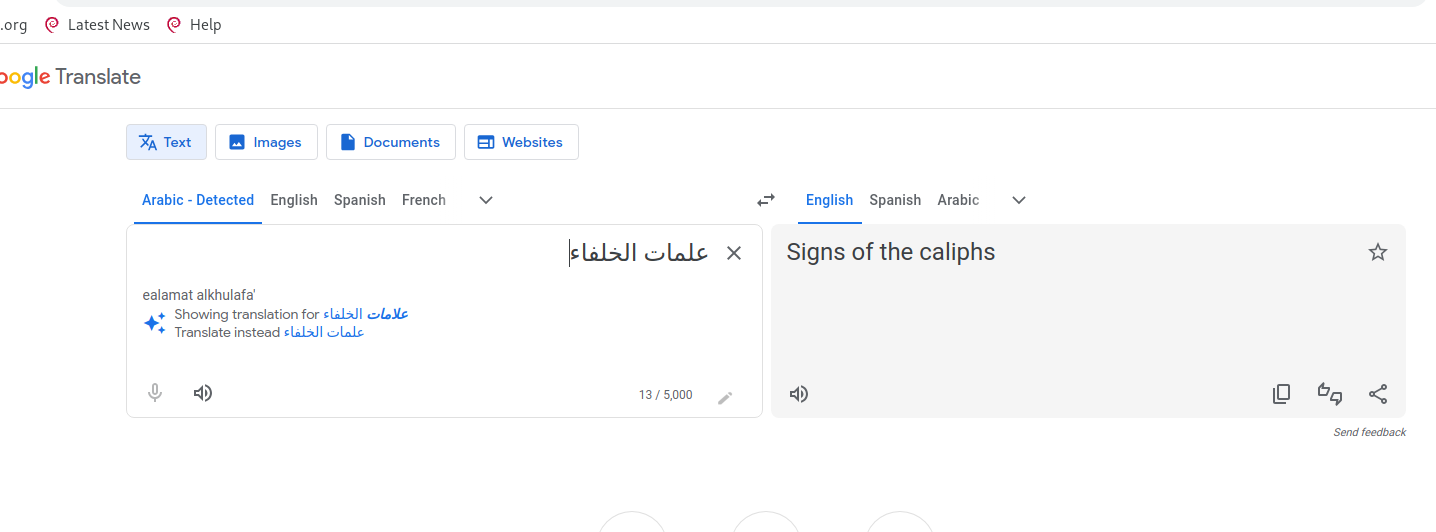 .org Latest News Help
oogle Translate
Text Images Documents Websites
Arabic - Detected English Spanish French
English Spanish Arabic
علمات الخلفاء
Signs of the caliphs
ealamat alkhulafa'
Showing translation for علامات الخلفاء
Translate instead علمات الخلفاء
13 / 5,000
Send feedback